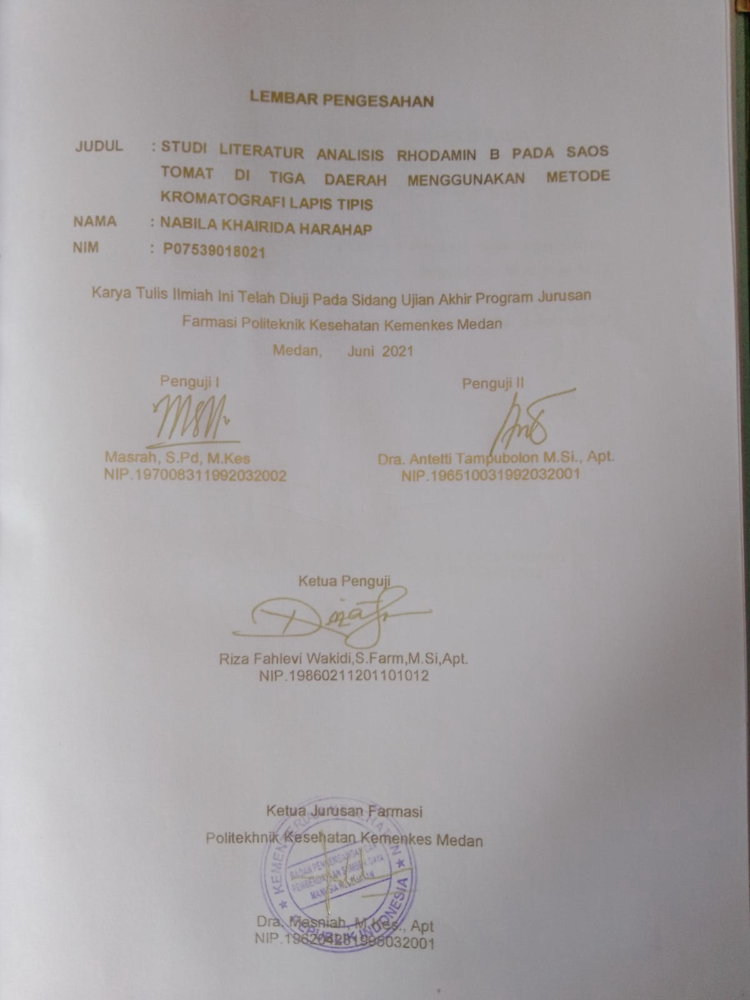 LEMBAR PENGESAHAN
JUDUL : STUDI LITERATUR ANALISIS RHODAMIN B PADA SAOS
TOMAT DI TIGA DAERAH MENGGUNAKAN METODE
KROMATOGRAFI LAPIS TIPIS
NAMA : NABILA KHAIRIDA HARAHAP
NIM : P07539018021
Karya Tulis Ilmiah Ini Telah Diuji Pada Sidang Ujian Akhir Program Jurusan
Farmasi Politeknik Kesehatan Kemenkes Medan
Medan, Juni 2021
Penguji I
Penguji II
Masrah, S.Pd, M.Kes
NIP.197008311992032002
Dra. Antetti Tampubolon M.Si., Apt.
NIP.196510031992032001
Ketua Penguji
Riza Fahlevi Wakidi,S.Farm,M.Si,Apt.
NIP.19860211201101012
Ketua Jurusan Farmasi
Politekhnik Kesehatan Kemenkes Medan
KEMENTERIAN KESEHATAN
BADAN PENGEMBANGAN DAN
PEMBERDAYAAN SUMBER DAYA
MANUSIA KESEHATAN
REPUBLIK INDONESIA
Dra. Masniah, M.Kes., Apt
NIP.196204281995032001